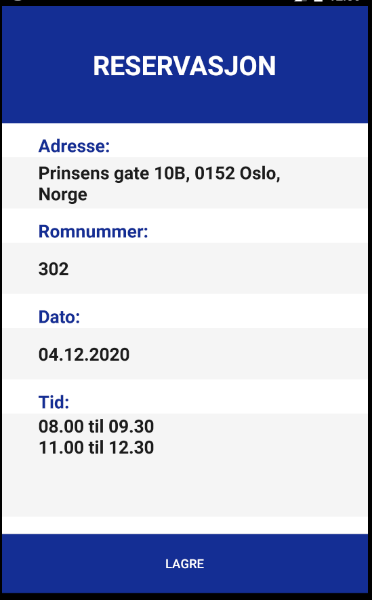 RESERVASJON
Adresse:
Prinsens gate 10B, 0152 Oslo,
Norge
Romnummer:
302
Dato:
04.12.2020
Tid:
08.00 til 09.30
11.00 til 12.30
LAGRE